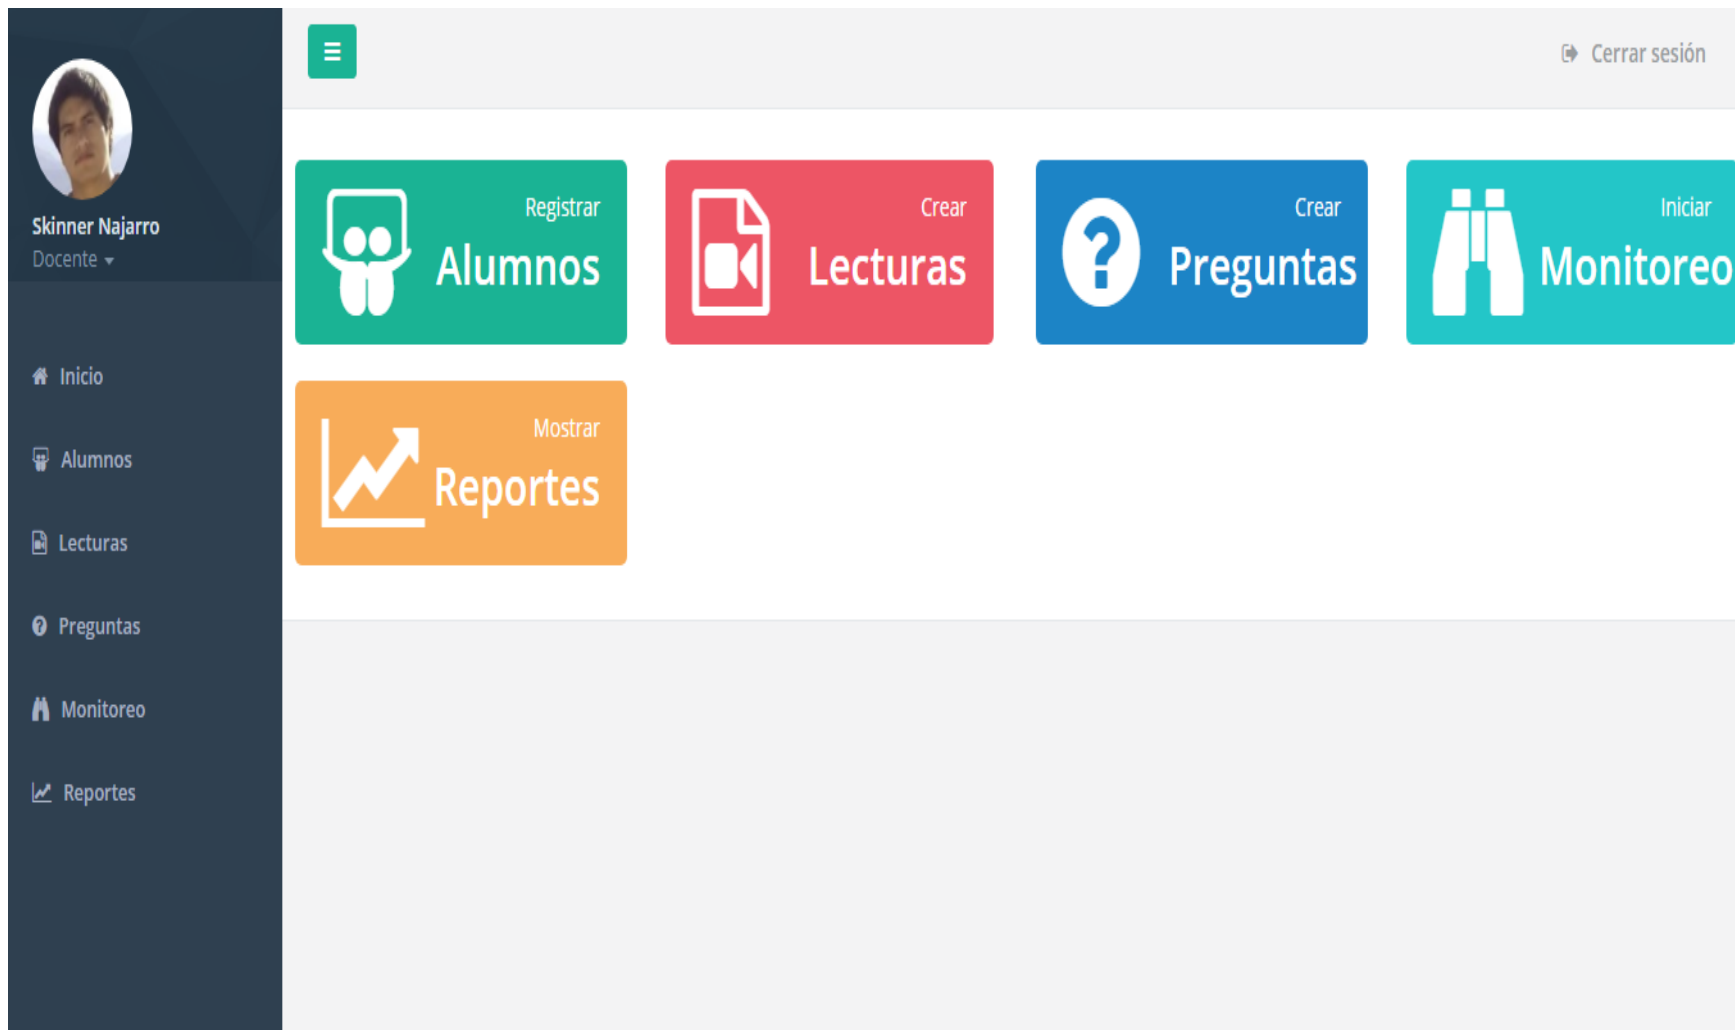 Skinner Najarro
Docente
Inicio
Alumnos
Lecturas
Preguntas
Monitoreo
Reportes
Cerrar sesión
Registrar
Alumnos
Crear
Lecturas
Crear
Preguntas
Iniciar
Monitoreo
Mostrar
Reportes